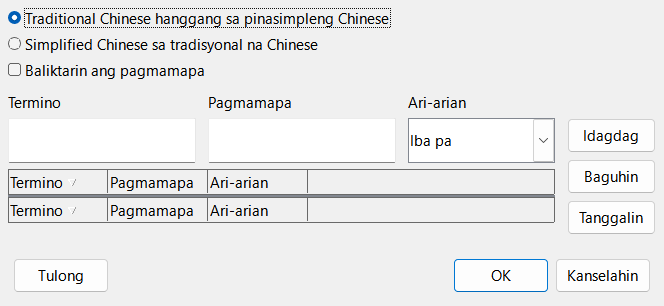 Traditional Chinese hanggang sa pinasimpleng Chinese
Simplified Chinese sa tradisyonal na Chinese
Baliktarin ang pagmamapa
Termino Pagmamapa Ari-arian
Iba pa Idagdag
Termino Pagmamapa Ari-arian Baguhin
Termino Pagmamapa Ari-arian Tanggalin
Tulong OK Kanselahin